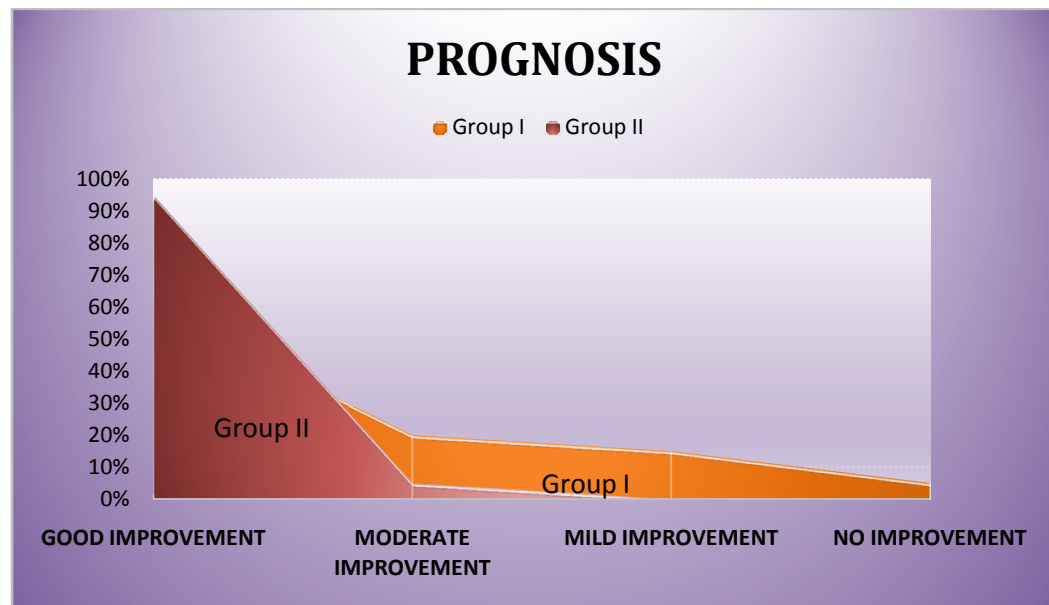 PROGNOSIS
Group I Group II
100%
90%
80%
70%
60%
50%
40%
30%
20%
10%
0%
Group II
Group I
GOOD IMPROVEMENT MODERATE MILD IMPROVEMENT NO IMPROVEMENT
IMPROVEMENT